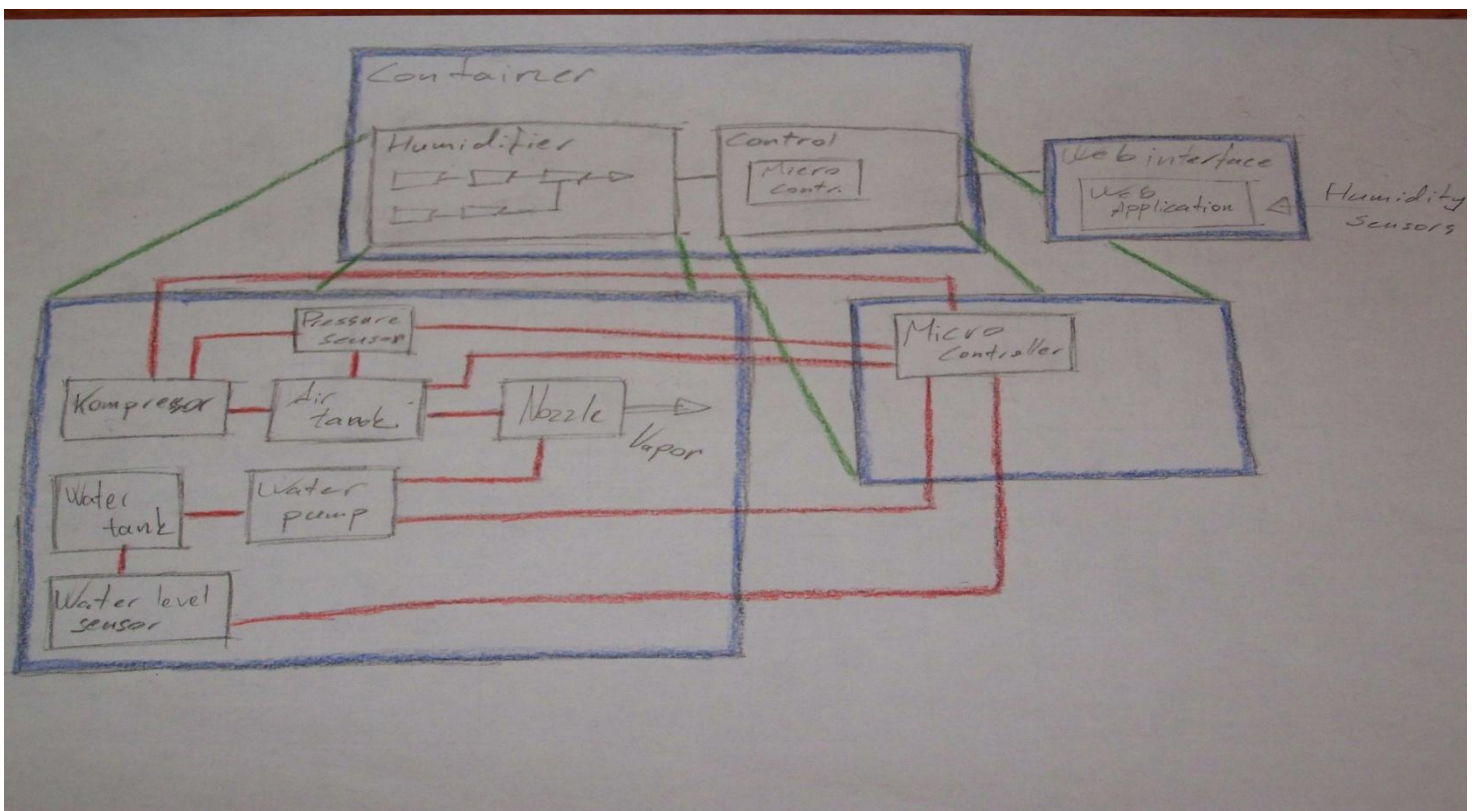 Container
Humidifier
Control
Micro
Contr.
Web interface
Web
Application
Humidity
Sensors
Pressure
sensor
Kompressor
Air
tank
Nozzle
Vapor
Water
tank
Water
pump
Water level
sensor
Micro
Controller